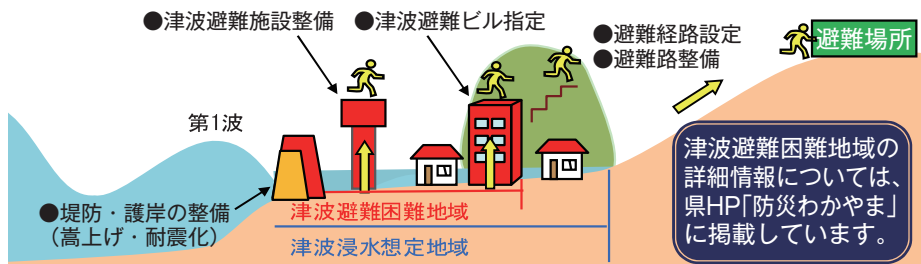 ●津波避難施設整備
●津波避難ビル指定
●避難経路設定
●避難路整備
避難場所
第1波
●堤防・護岸の整備
(嵩上げ・耐震化)
津波避難困難地域
津波浸水想定地域
津波避難困難地域の
詳細情報については、
県HP「防災わかやま」
に掲載しています。